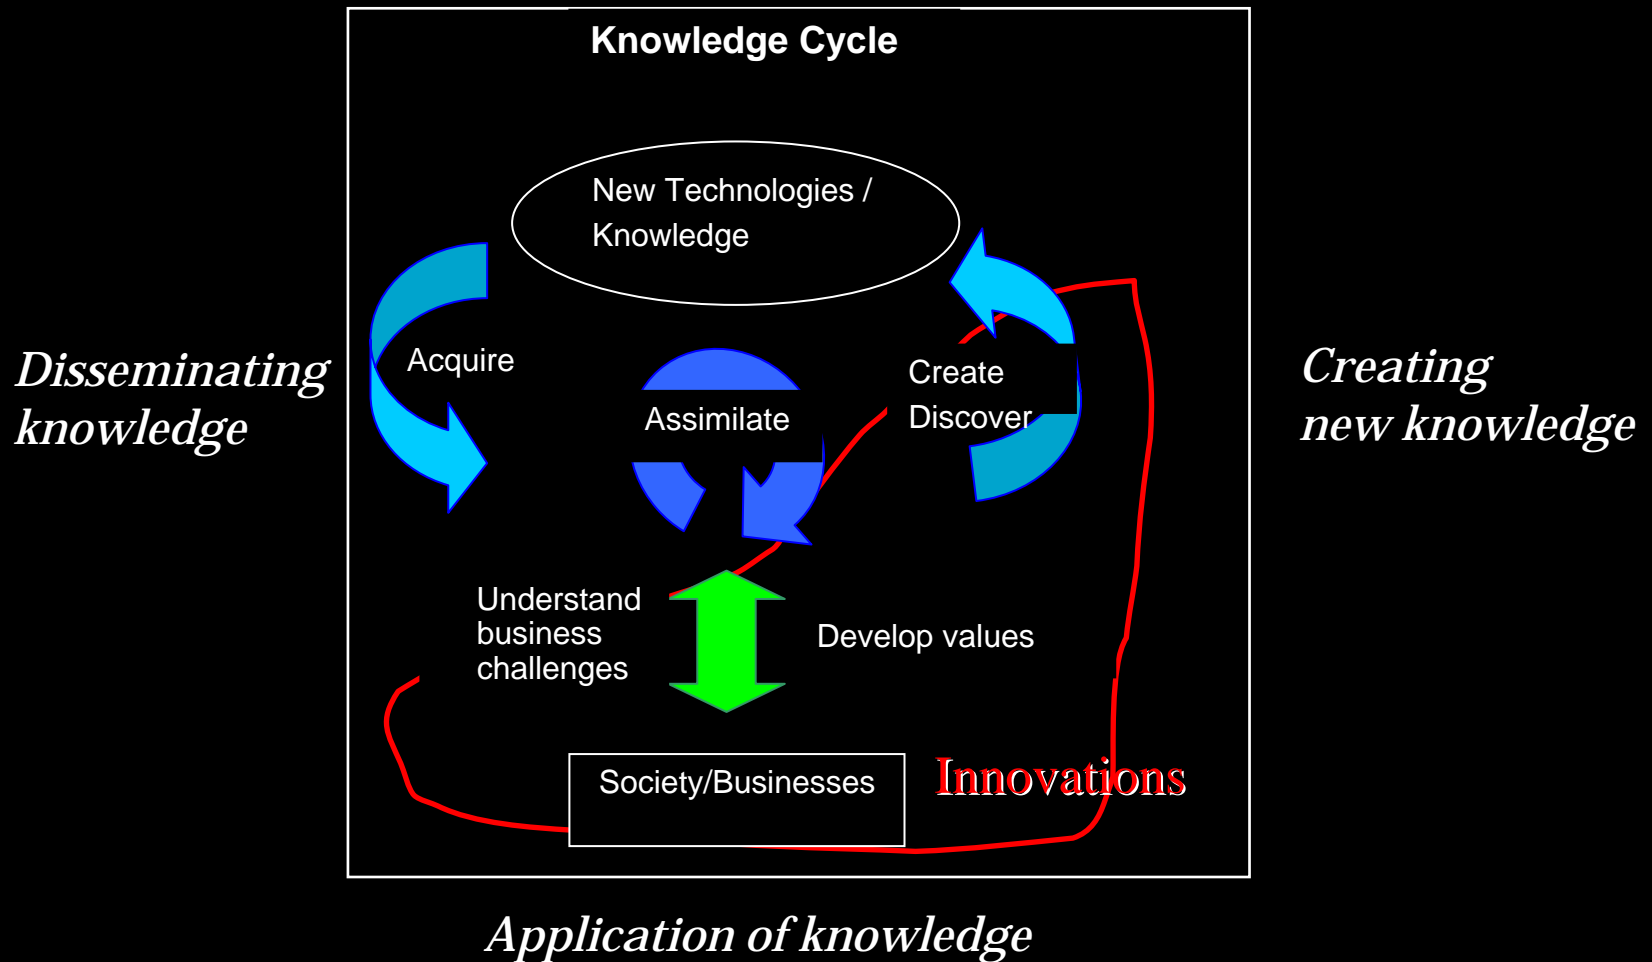 Knowledge Cycle
New Technologies /
Knowledge
Disseminating
knowledge
Acquire
Assimilate
Create
Discover
Creating
new knowledge
Understand
business
challenges
Develop values
Society/Businesses
Innovations
Application of knowledge